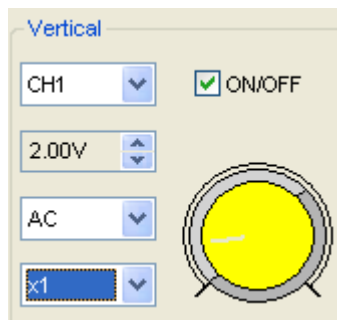 Vertical
CH1
ON/OFF
2.00V
AC
x1